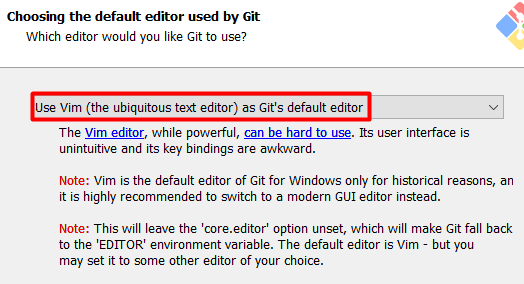 Choosing the default editor used by Git
Which editor would you like Git to use?
Use Vim (the ubiquitous text editor) as Git's default editor
The Vim editor, while powerful, can be hard to use. Its user interface is
unintuitive and its key bindings are awkward.
Note: Vim is the default editor of Git for Windows only for historical reasons, an
it is highly recommended to switch to a modern GUI editor instead.
Note: This will leave the 'core.editor' option unset, which will make Git fall back
to the 'EDITOR' environment variable. The default editor is Vim - but you
may set it to some other editor of your choice.